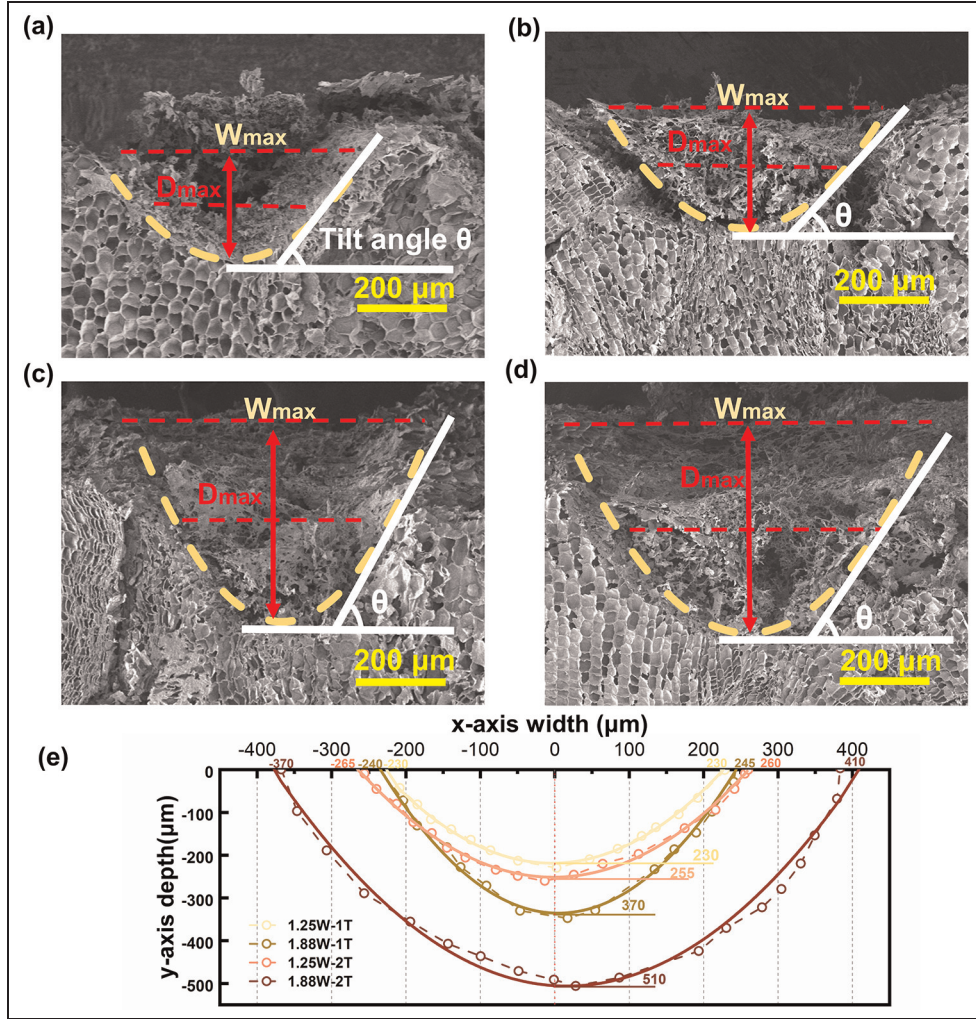 (a)
Wmax
Dmax
Tilt angle θ
200 μm
(b)
Wmax
Dmax
θ
200 μm
(c)
Wmax
Dmax
θ
200 μm
(d)
Wmax
Dmax
θ
200 μm
(e)
x-axis width (μm)
-400 -300 -200 -100 0 100 200 300 400
-370 -265 -240 -230 230 245 260 410
y-axis depth(μm)
0
-100
-200
-300
-400
-500
230
255
370
510
1.25W-1T
1.88W-1T
1.25W-2T
1.88W-2T